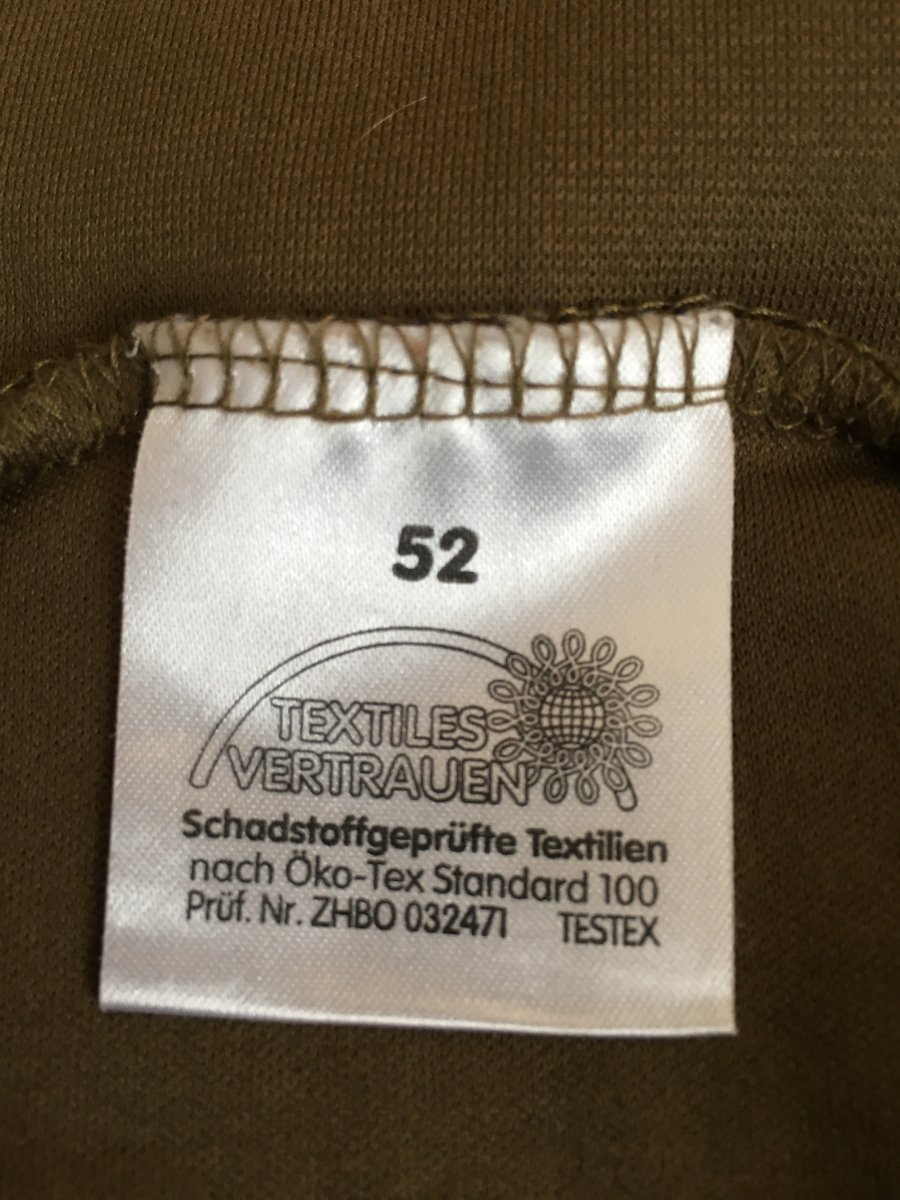 52
TEXTILES
VERTRAUEN
Schadstoffgeprüfte Textilien
nach Öko-Tex Standard 100
Prüf. Nr. ZHBO 032471 TESTEX